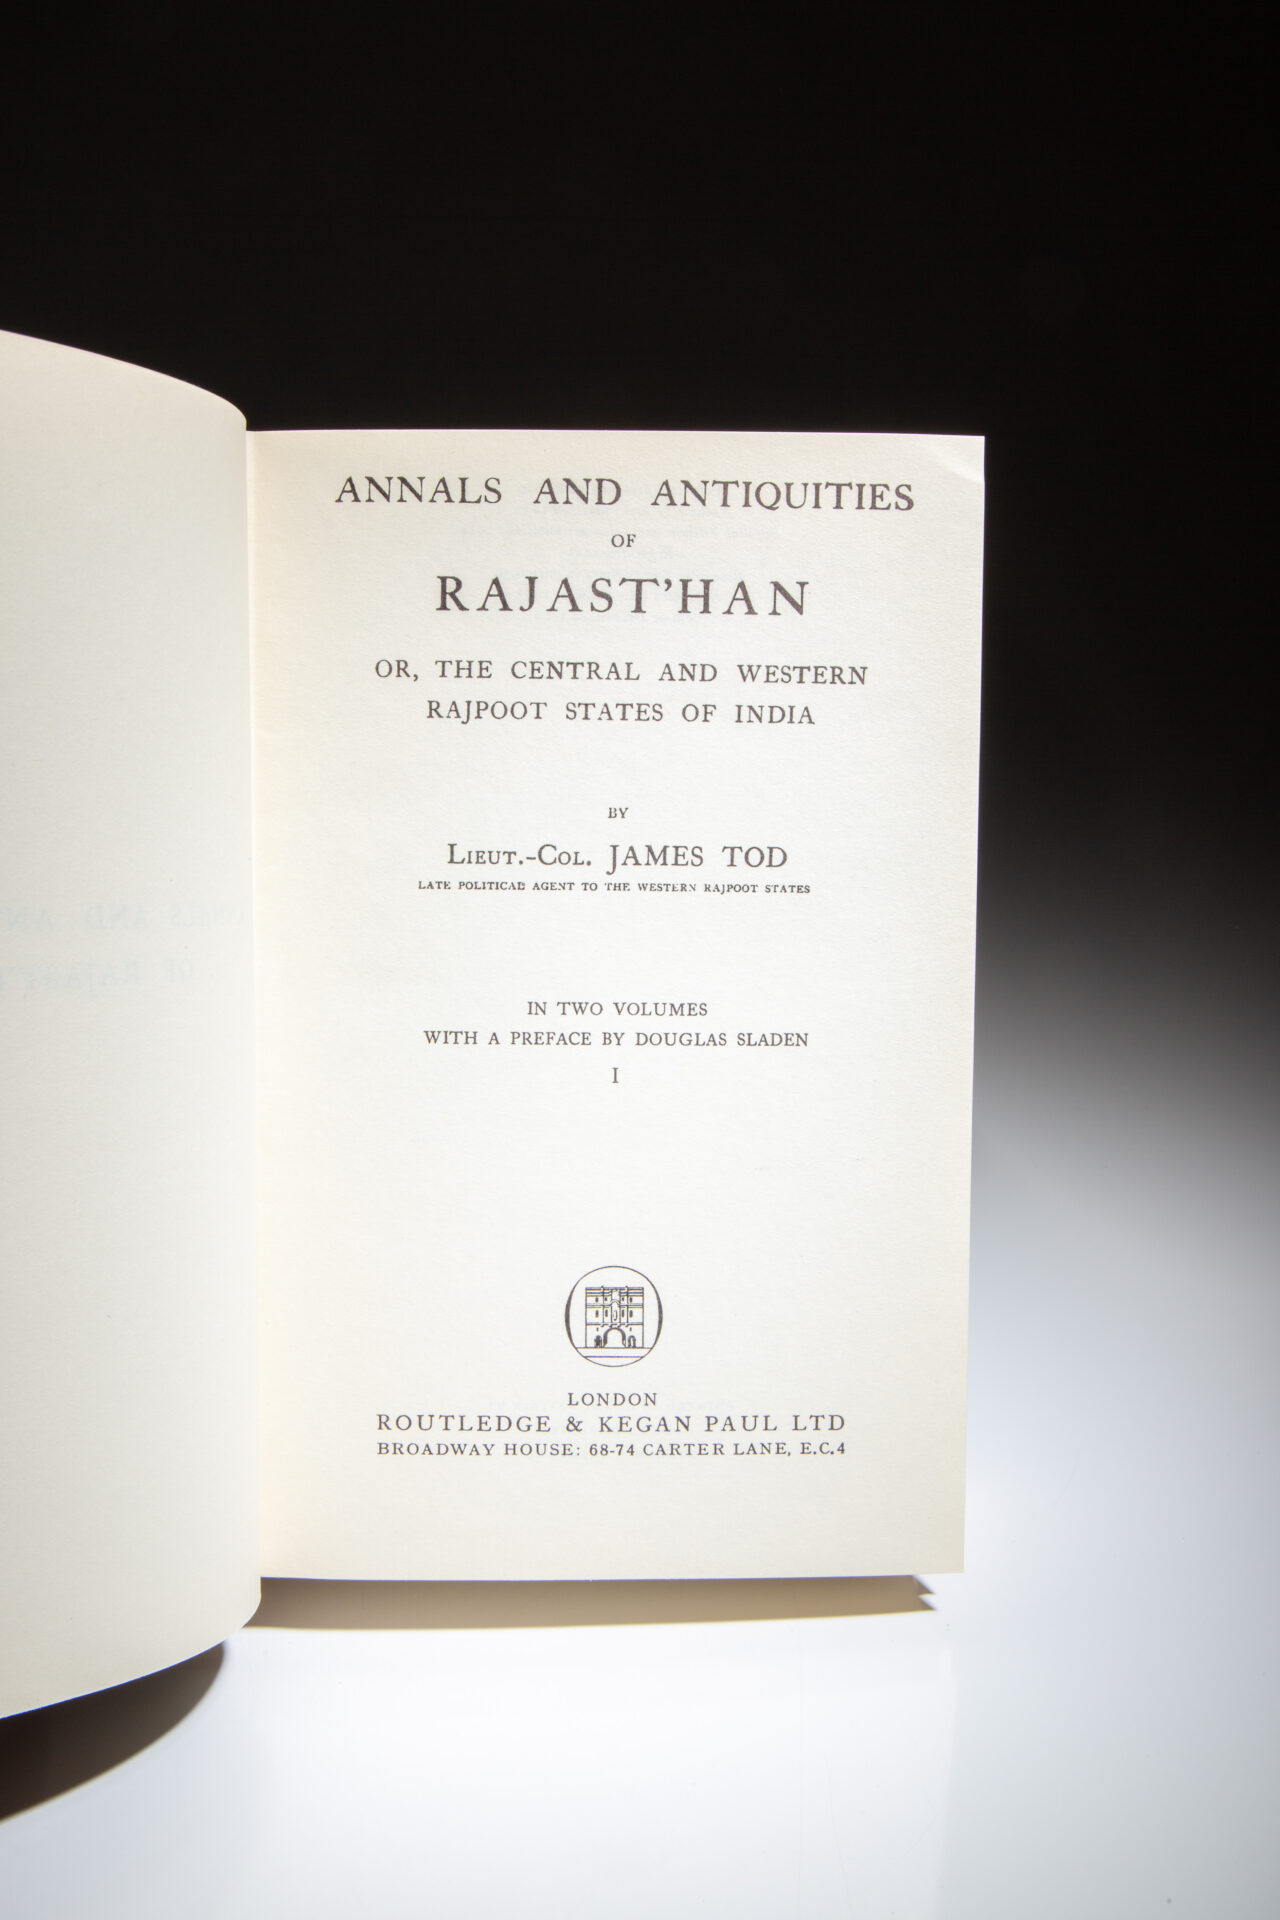 ANNALS AND ANTIQUITIES
OF
RAJAST'HAN
OR, THE CENTRAL AND WESTERN
RAJPOOT STATES OF INDIA
BY
LIEUT.-COL. JAMES TOD
LATE POLITICAL AGENT TO THE WESTERN RAJPOOT STATES
IN TWO VOLUMES
WITH A PREFACE BY DOUGLAS SLADEN
I
LONDON
ROUTLEDGE & KEGAN PAUL LTD
BROADWAY HOUSE: 68-74 CARTER LANE, E.C.4